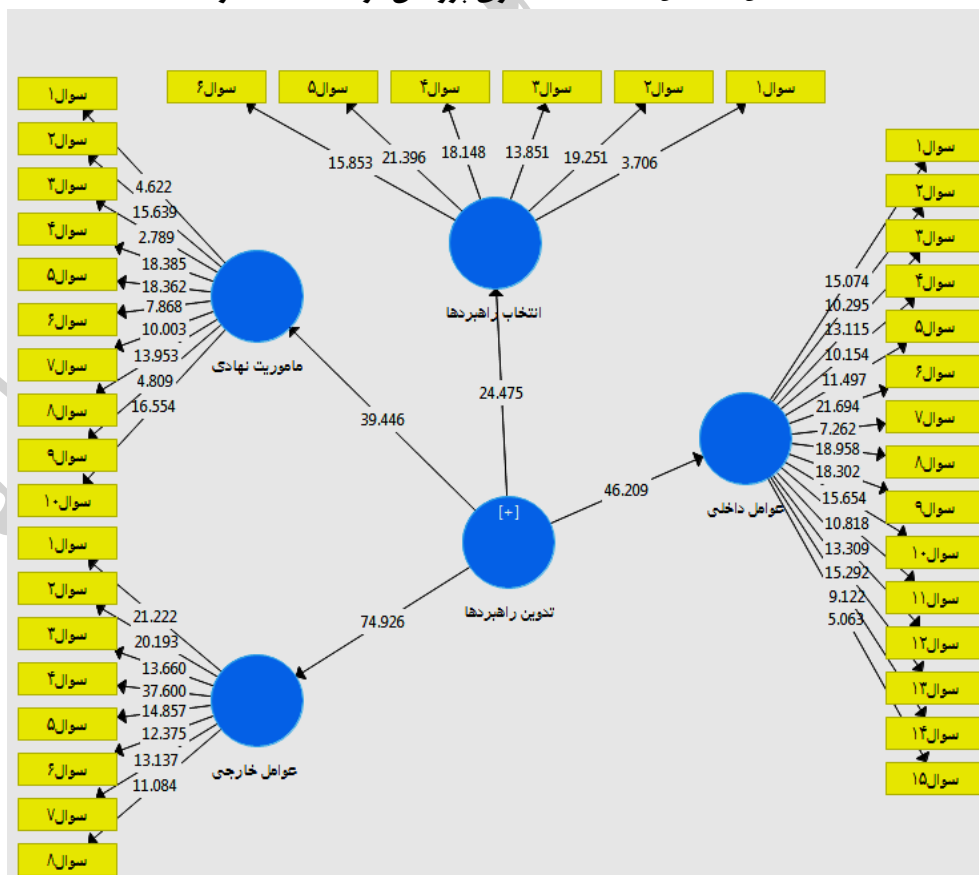 سوال۱
سوال۲
سوال۳
سوال۴
سوال۵
سوال۶
3.706
19.251
13.851
18.148
21.396
15.853
انتخاب راهبردها
سوال۱
سوال۲
سوال۳
سوال۴
سوال۵
سوال۶
سوال۷
سوال۸
سوال۹
سوال۱۰
سوال۱۱
سوال۱۲
سوال۱۳
سوال۱۴
سوال۱۵
15.074
10.295
13.115
10.154
11.497
21.694
7.262
18.958
18.302
15.654
10.818
13.309
15.292
9.122
5.063
عوامل داخلی
سوال۱
سوال۲
سوال۳
سوال۴
سوال۵
سوال۶
سوال۷
سوال۸
سوال۹
سوال۱۰
4.622
15.639
2.789
18.385
18.362
7.868
10.003
13.953
4.809
16.554
ماموریت نهادی
24.475
39.446
46.209
74.926
[+]
تدوین راهبردها
سوال۱
سوال۲
سوال۳
سوال۴
سوال۵
سوال۶
سوال۷
سوال۸
21.222
20.193
13.660
37.600
14.857
12.375
13.137
11.084
عوامل خارجی